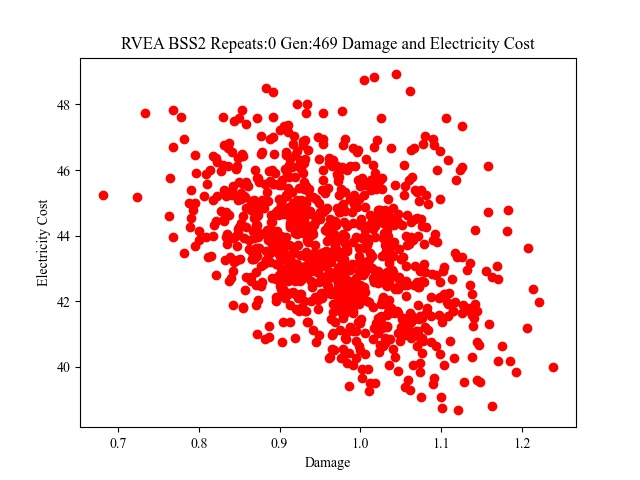 RVEA BSS2 Repeats:0 Gen:469 Damage and Electricity Cost
48
46
44
42
40
Electricity Cost
0.7 0.8 0.9 1.0 1.1 1.2
Damage